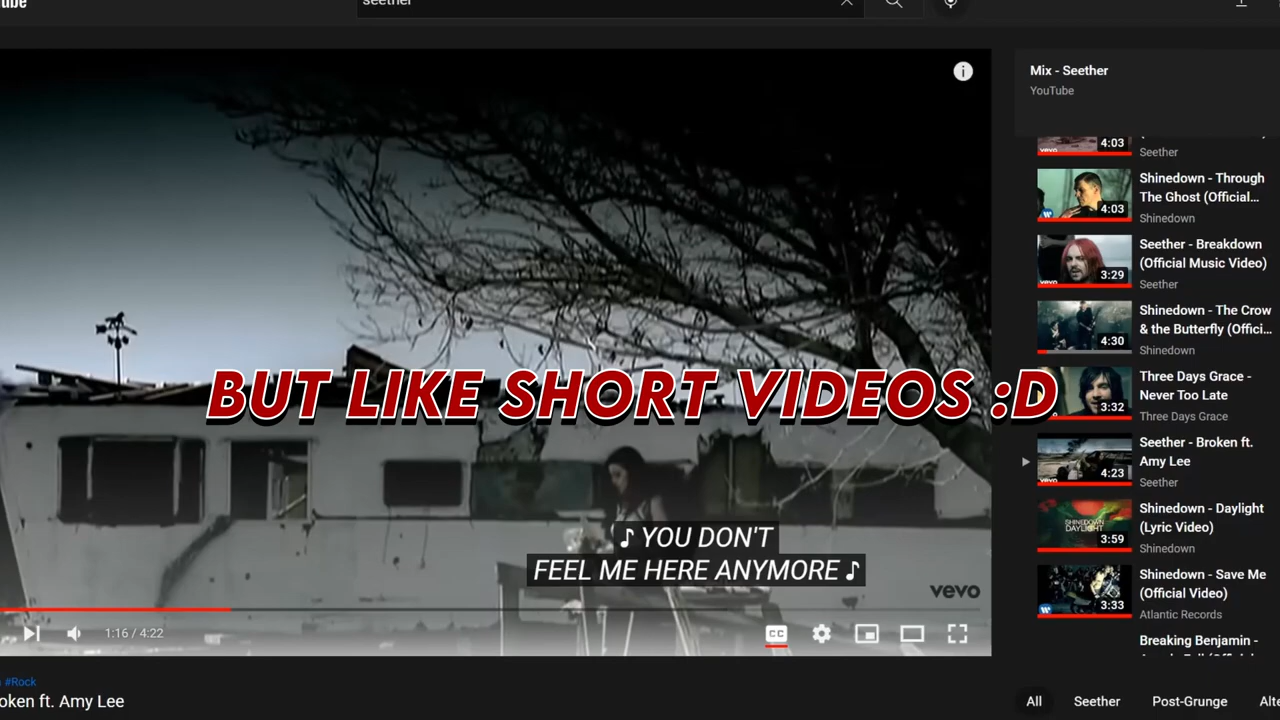 seether
Mix - Seether
YouTube
4:03
Seether
Shinedown - Through
The Ghost (Official...
4:03
Shinedown
Seether - Breakdown
(Official Music Video)
3:29
Seether
Shinedown - The Crow
& the Butterfly (Offici...
4:30
Shinedown
Three Days Grace -
Never Too Late
3:32
Three Days Grace
Seether - Broken ft.
Amy Lee
4:23
Seether
Shinedown - Daylight
(Lyric Video)
SHINEDOWN
DAYLIGHT
3:59
Shinedown
Shinedown - Save Me
(Official Video)
3:33
Atlantic Records
Breaking Benjamin -
BUT LIKE SHORT VIDEOS :D
♪ YOU DON'T
FEEL ME HERE ANYMORE ♪
vevo
1:16 / 4:22
CC
#Rock
oken ft. Amy Lee
All Seether Post-Grunge Alte